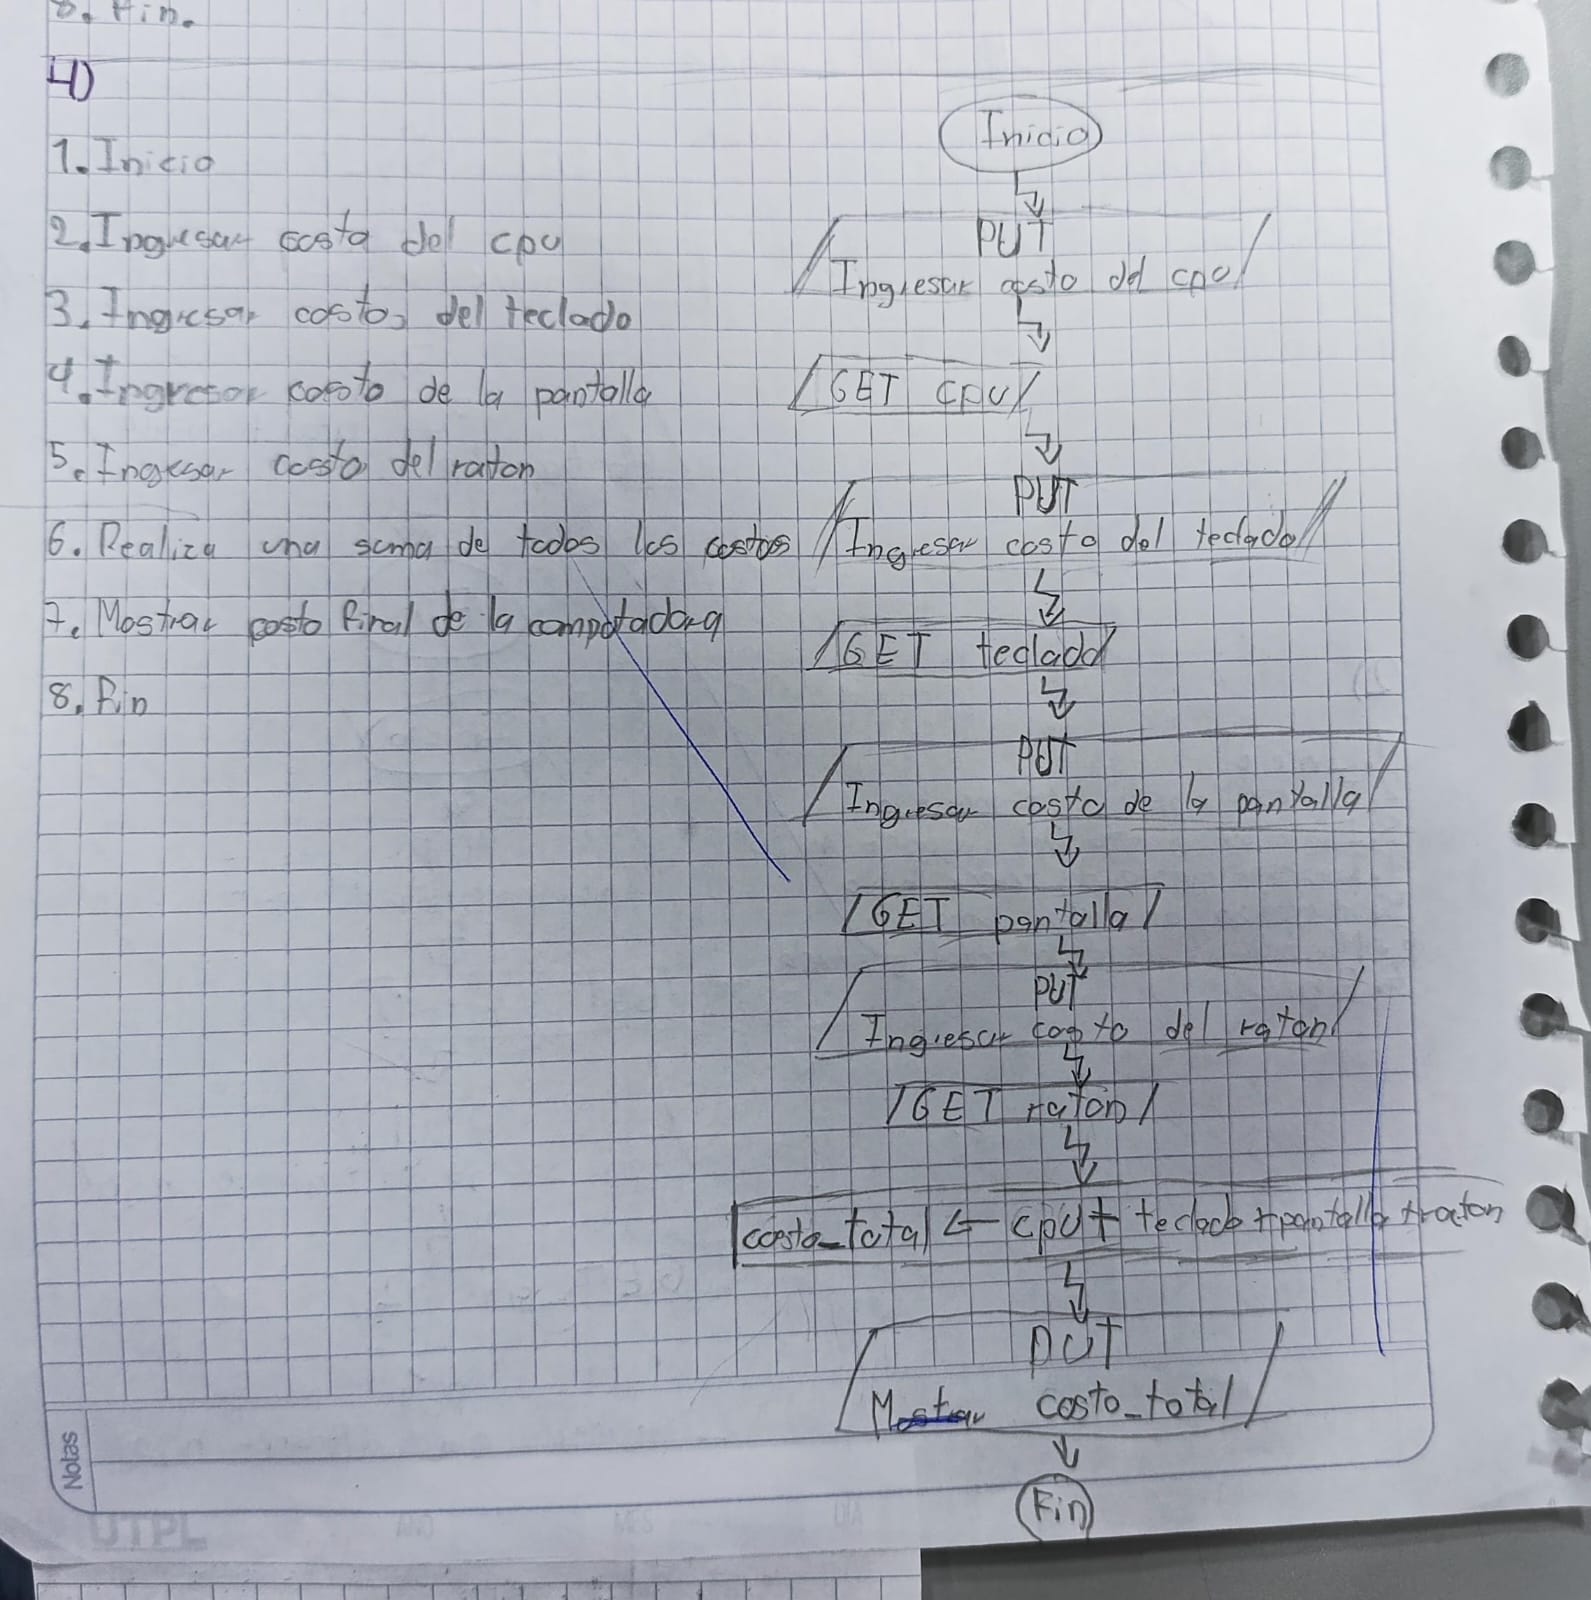 8. Fin.
4)
1. Inicio
2. Ingresar costo del cpu
3. Ingresar costo del teclado
4. Ingresar costo de la pantalla
5. Ingresar costo del raton
6. Realiza una suma de todos los costos
7. Mostrar costo final de la computadora
8. Fin
Inicio
PUT
Ingresar costo del cpu
GET cpu
PUT
Ingresar costo del teclado
GET teclado
PUT
Ingresar costo de la pantalla
GET pantalla
PUT
Ingresar costo del raton
GET raton
costo_total ← cpu + teclado + pantalla + raton
PUT
Mostrar costo_total
Fin
Notas
UTPL
AÑO MES DIA